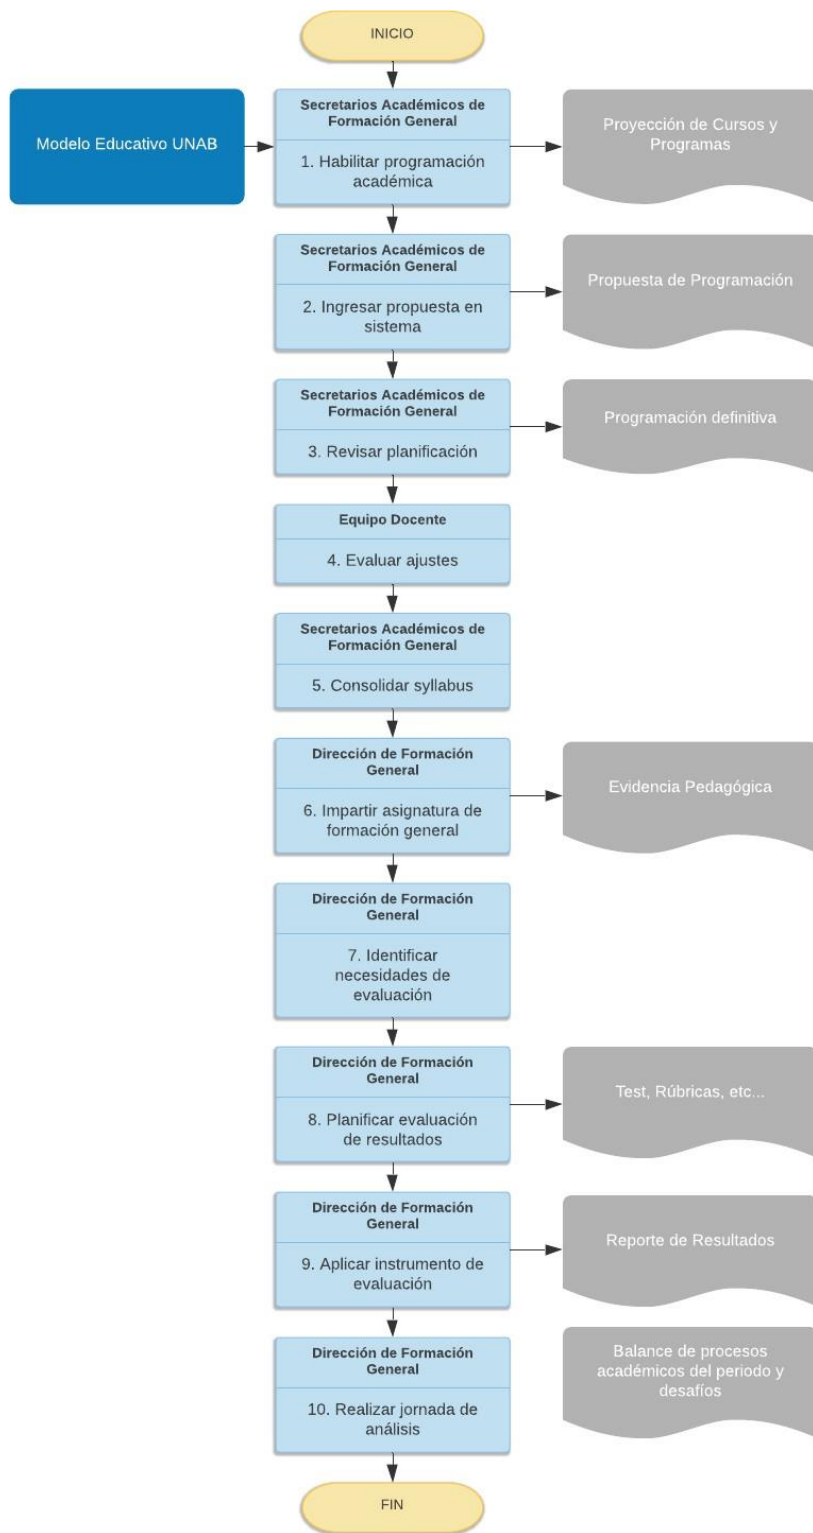 INICIO
Modelo Educativo UNAB
Secretarios Académicos de
Formación General
1. Habilitar programación
académica
Proyección de Cursos y
Programas
Secretarios Académicos de
Formación General
2. Ingresar propuesta en
sistema
Propuesta de Programación
Secretarios Académicos de
Formación General
3. Revisar planificación
Programación definitiva
Equipo Docente
4. Evaluar ajustes
Secretarios Académicos de
Formación General
5. Consolidar syllabus
Dirección de Formación
General
6. Impartir asignatura de
formación general
Evidencia Pedagógica
Dirección de Formación
General
7. Identificar
necesidades de
evaluación
Dirección de Formación
General
8. Planificar evaluación
de resultados
Test, Rúbricas, etc...
Dirección de Formación
General
9. Aplicar instrumento de
evaluación
Reporte de Resultados
Dirección de Formación
General
10. Realizar jornada de
análisis
Balance de procesos
académicos del periodo y
desafíos
FIN